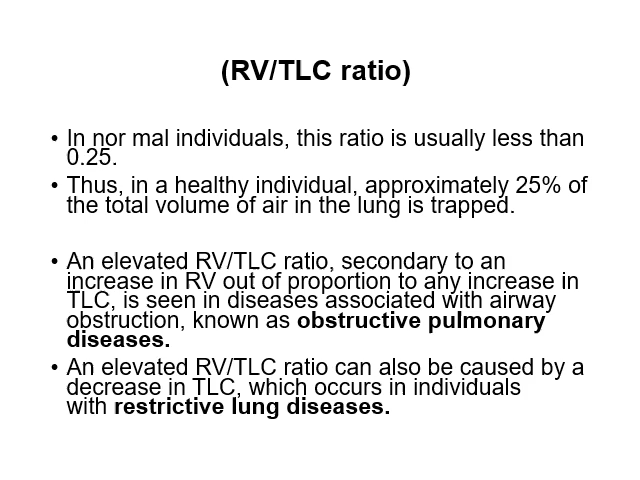 (RV/TLC ratio)
• In nor mal individuals, this ratio is usually less than
0.25.
• Thus, in a healthy individual, approximately 25% of
the total volume of air in the lung is trapped.
• An elevated RV/TLC ratio, secondary to an
increase in RV out of proportion to any increase in
TLC, is seen in diseases associated with airway
obstruction, known as obstructive pulmonary
diseases.
• An elevated RV/TLC ratio can also be caused by a
decrease in TLC, which occurs in individuals
with restrictive lung diseases.